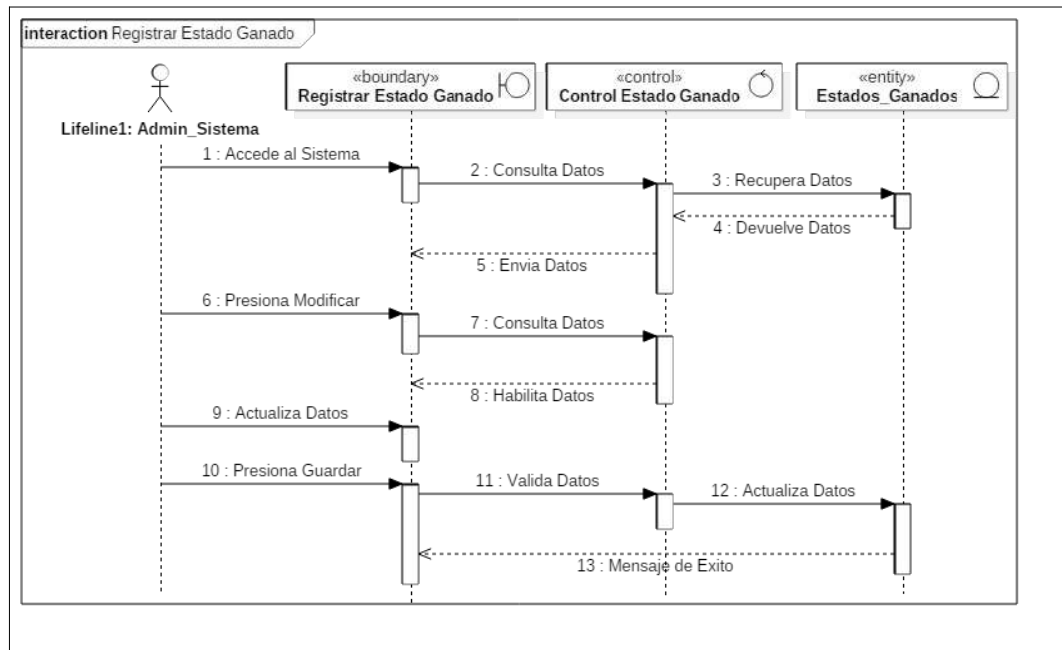 interaction Registrar Estado Ganado
«boundary»
Registrar Estado Ganado
«control»
Control Estado Ganado
«entity»
Estados_Ganados
Lifeline1: Admin_Sistema
1 : Accede al Sistema
2 : Consulta Datos
3 : Recupera Datos
4 : Devuelve Datos
5 : Envia Datos
6 : Presiona Modificar
7 : Consulta Datos
8 : Habilita Datos
9 : Actualiza Datos
10 : Presiona Guardar
11 : Valida Datos
12 : Actualiza Datos
13 : Mensaje de Exito